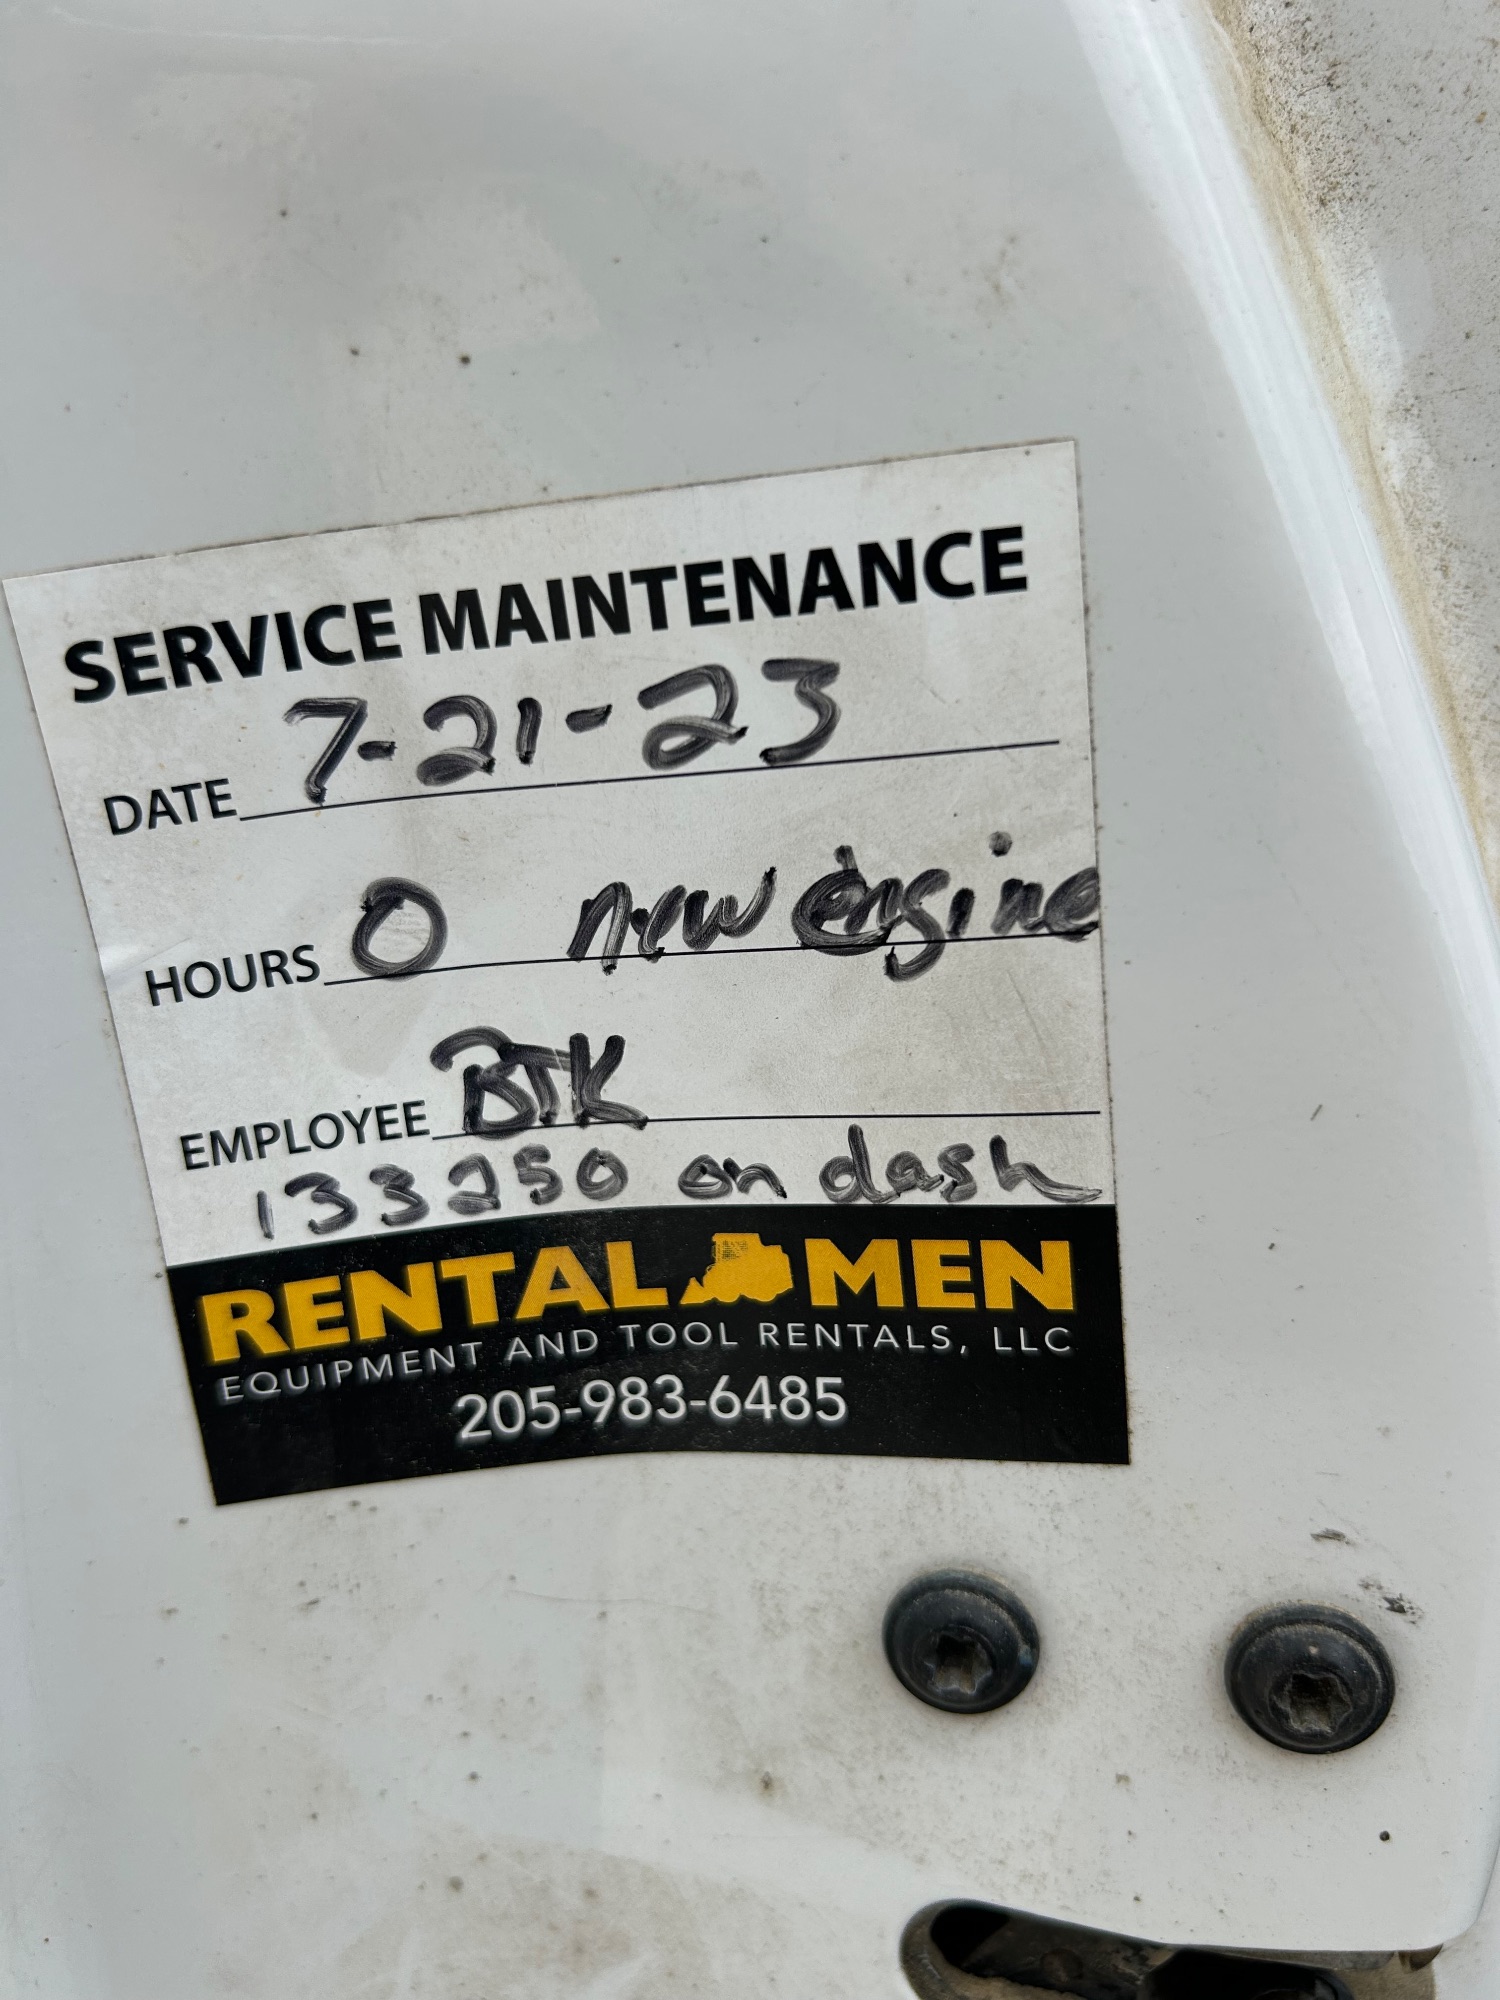 SERVICE MAINTENANCE
DATE 7-21-23
HOURS 0 new engine
EMPLOYEE BTK
133250 on dash
RENTAL MEN
EQUIPMENT AND TOOL RENTALS, LLC
205-983-6485